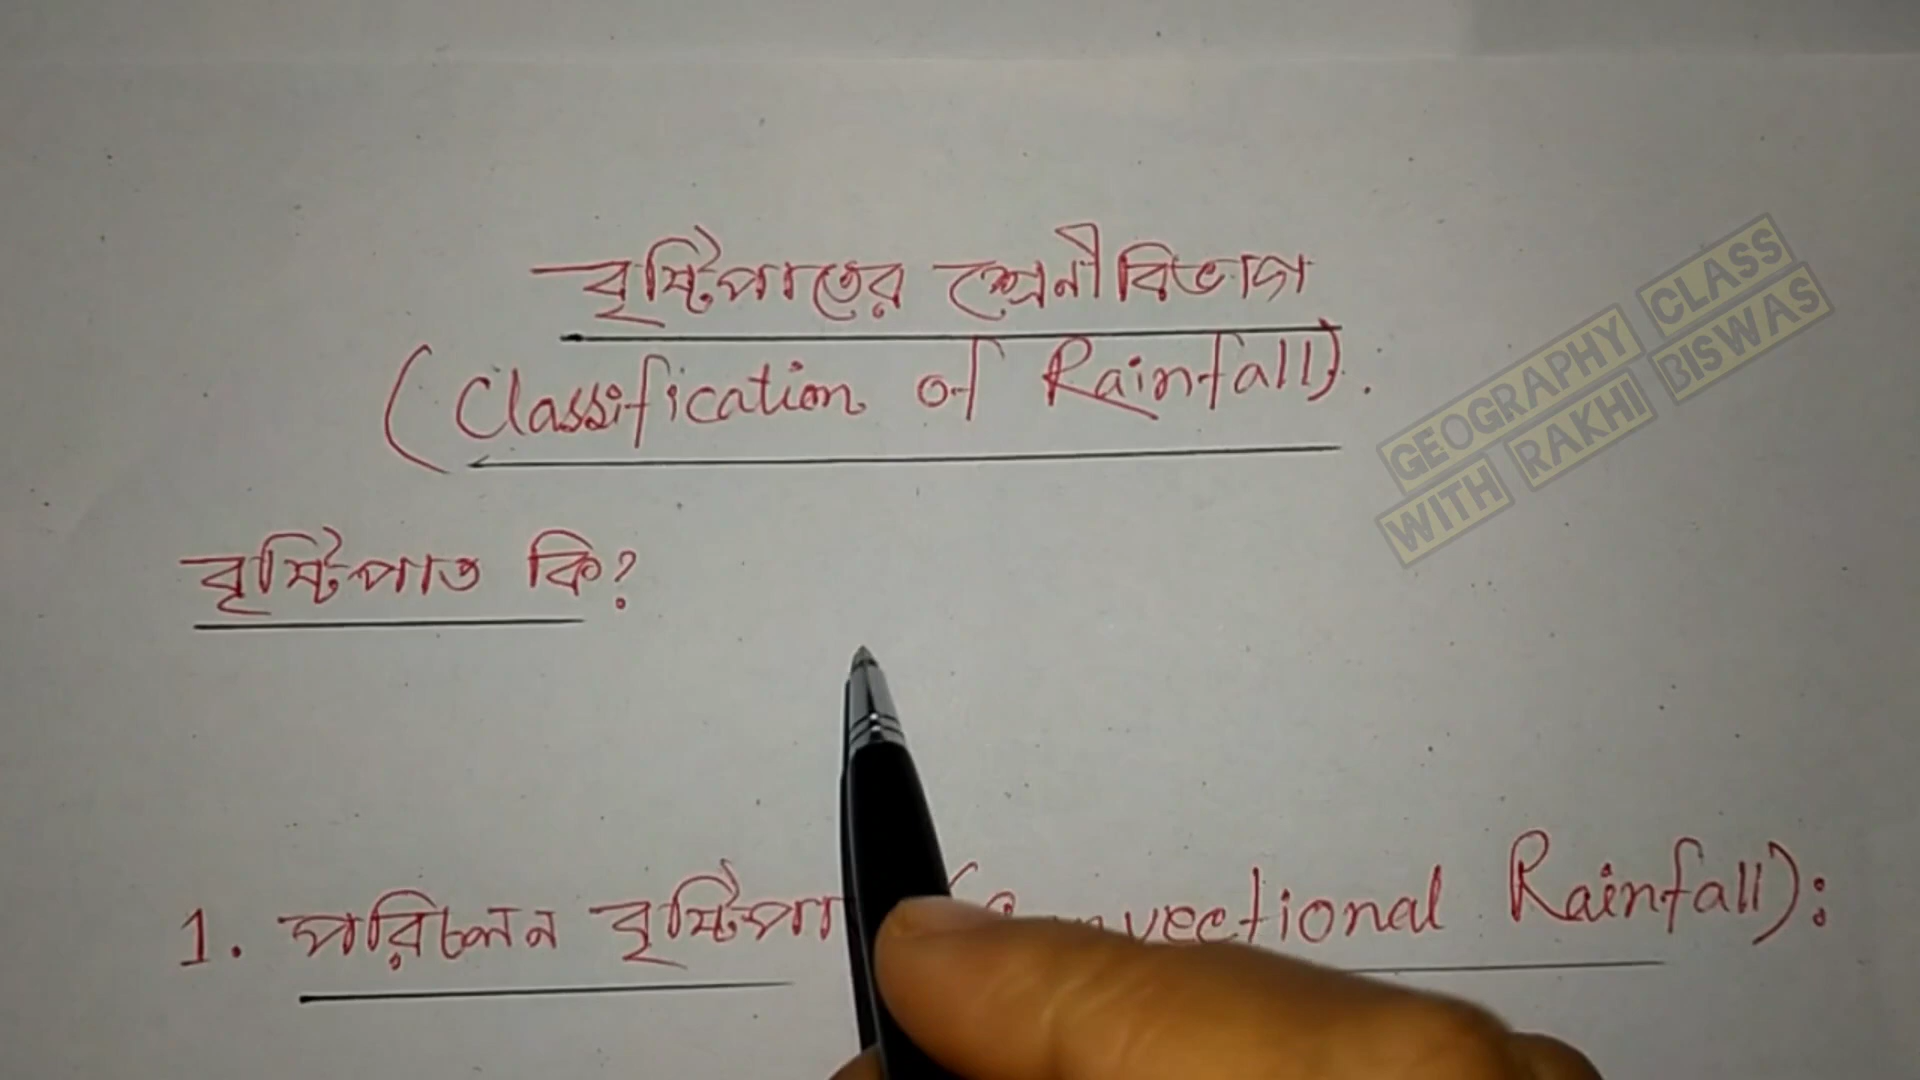 বৃষ্টিপাতের শ্রেনীবিভাগ
(Classification of Rainfall).
বৃষ্টিপাত কি?
1. পরিচলন বৃষ্টিপা vectional Rainfall):
GEOGRAPHY CLASS
WITH RAKHI BISWAS